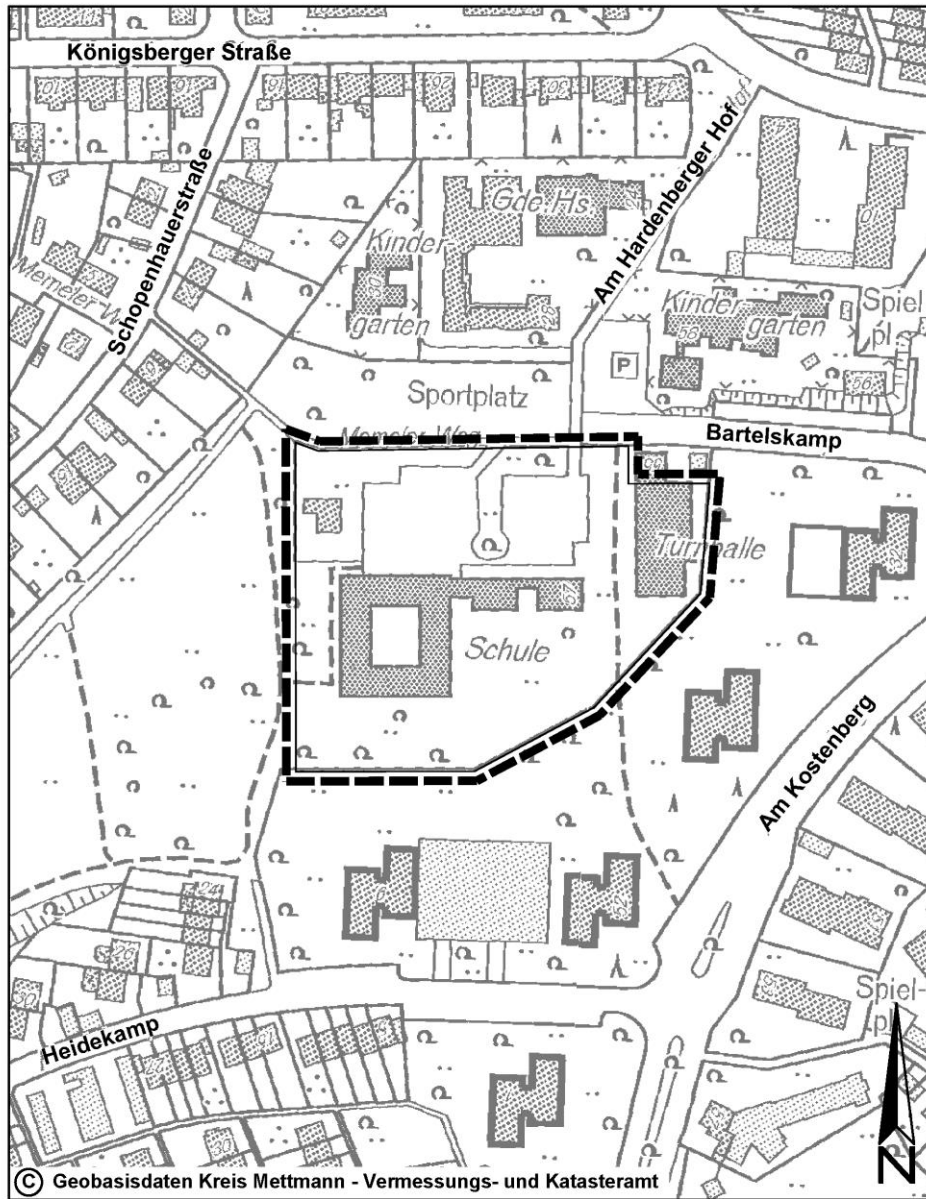 Königsberger Straße
Schopenhauerstraße
Am Hardenberger Hof
Gde. Hs.
Kinder-
garten
Kinder
garten
Spiel
pl.
Memeler W.
P
Sportplatz
Memeler Weg
Bartelskamp
Turnhalle
Schule
Am Kostenberg
Heidekamp
Spiel-
pl.
N
© Geobasisdaten Kreis Mettmann - Vermessungs- und Katasteramt